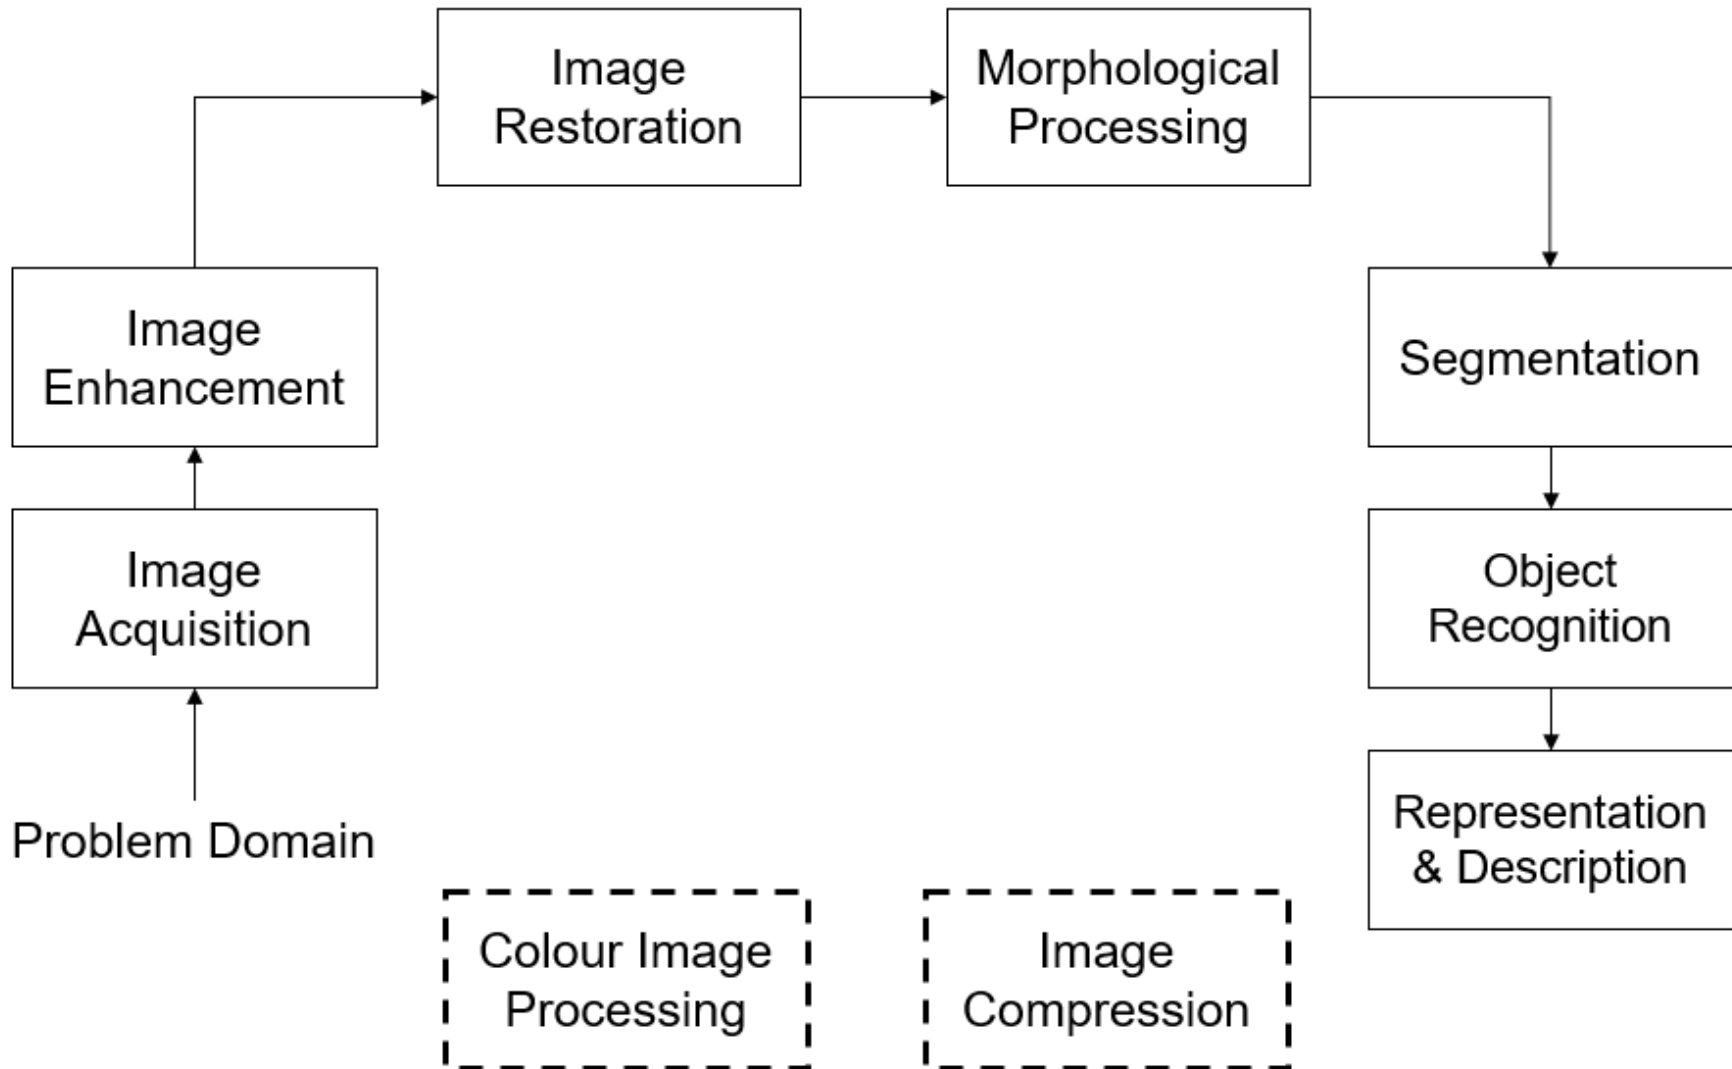 Image
Restoration
Morphological
Processing
Image
Enhancement
Segmentation
Image
Acquisition
Object
Recognition
Problem Domain
Representation
& Description
Colour Image
Processing
Image
Compression